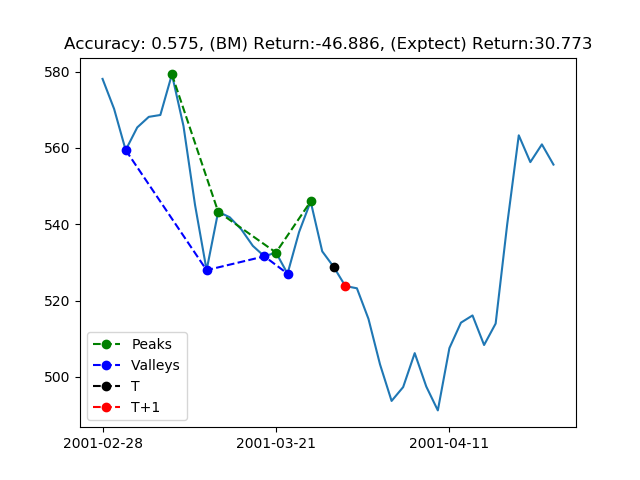 Accuracy: 0.575, (BM) Return:-46.886, (Exptect) Return:30.773
580
560
540
520
500
Peaks
Valleys
T
T+1
2001-02-28
2001-03-21
2001-04-11